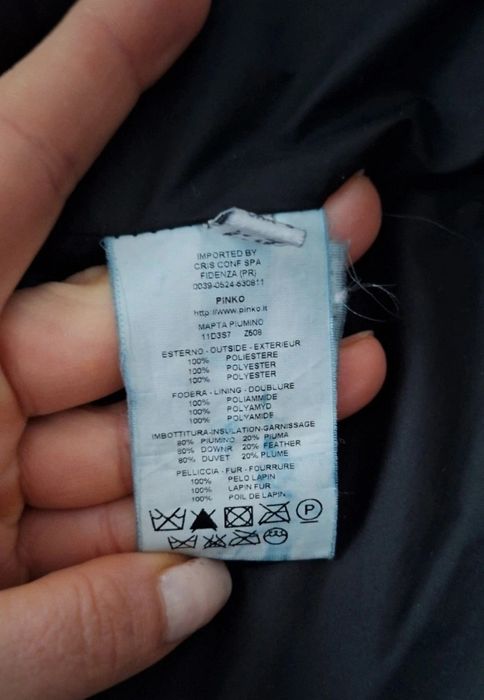 IMPORTED BY
CRIS CONF SPA
FIDENZA (PR)
0039-0524-530811
PINKO
http://www.pinko.it
MAPTA PIUMINO
11D3S7 Z608
ESTERNO - OUTSIDE - EXTERIEUR
100% POLIESTERE
100% POLYESTER
100% POLYESTER
FODERA - LINING - DOUBLURE
100% POLIAMMIDE
100% POLYAMYD
100% POLYAMIDE
IMBOTTITURA-INSULATION-GARNISSAGE
80% PIUMINO 20% PIUMA
80% DOWNR 20% FEATHER
80% DUVET 20% PLUME
PELLICCIA - FUR - FOURRURE
100% PELO LAPIN
100% LAPIN FUR
100% POIL DE LAPIN
P